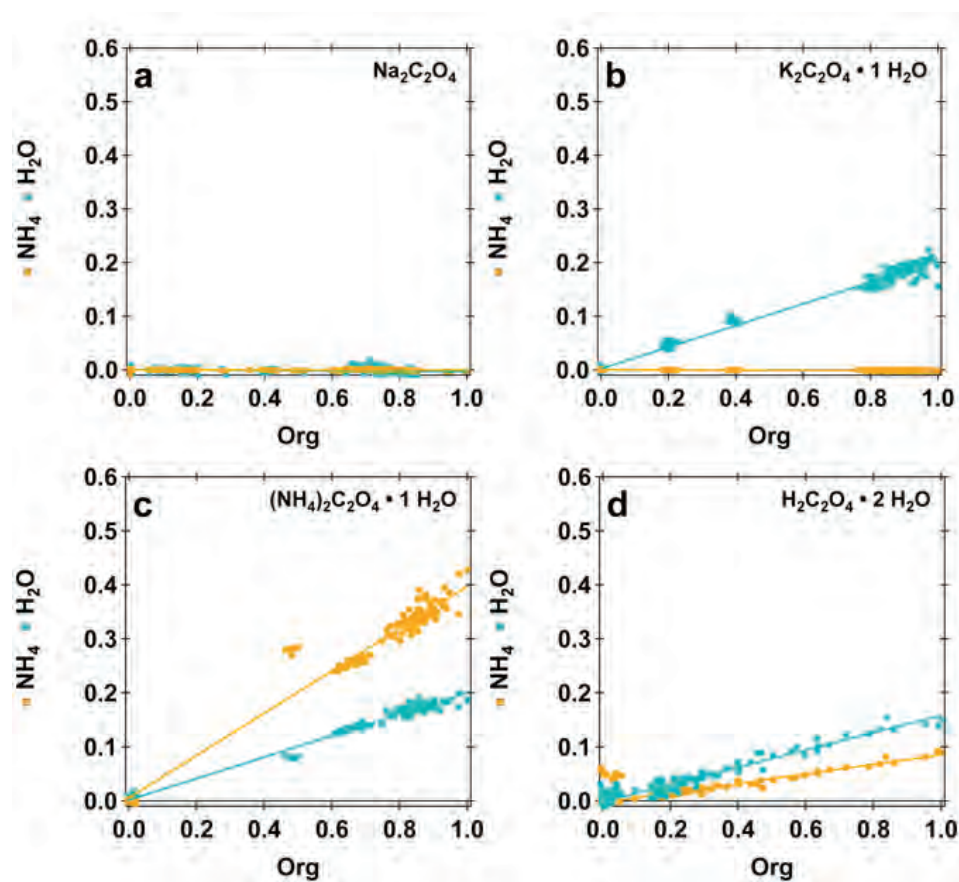 a
Na₂C₂O₄
0.6
0.5
0.4
0.3
0.2
0.1
0.0
0.0 0.2 0.4 0.6 0.8 1.0
Org
NH₄ H₂O
b
K₂C₂O₄ • 1 H₂O
0.6
0.5
0.4
0.3
0.2
0.1
0.0
0.0 0.2 0.4 0.6 0.8 1.0
Org
NH₄ H₂O
c
(NH₄)₂C₂O₄ • 1 H₂O
0.6
0.5
0.4
0.3
0.2
0.1
0.0
0.0 0.2 0.4 0.6 0.8 1.0
Org
NH₄ H₂O
d
H₂C₂O₄ • 2 H₂O
0.6
0.5
0.4
0.3
0.2
0.1
0.0
0.0 0.2 0.4 0.6 0.8 1.0
Org
NH₄ H₂O